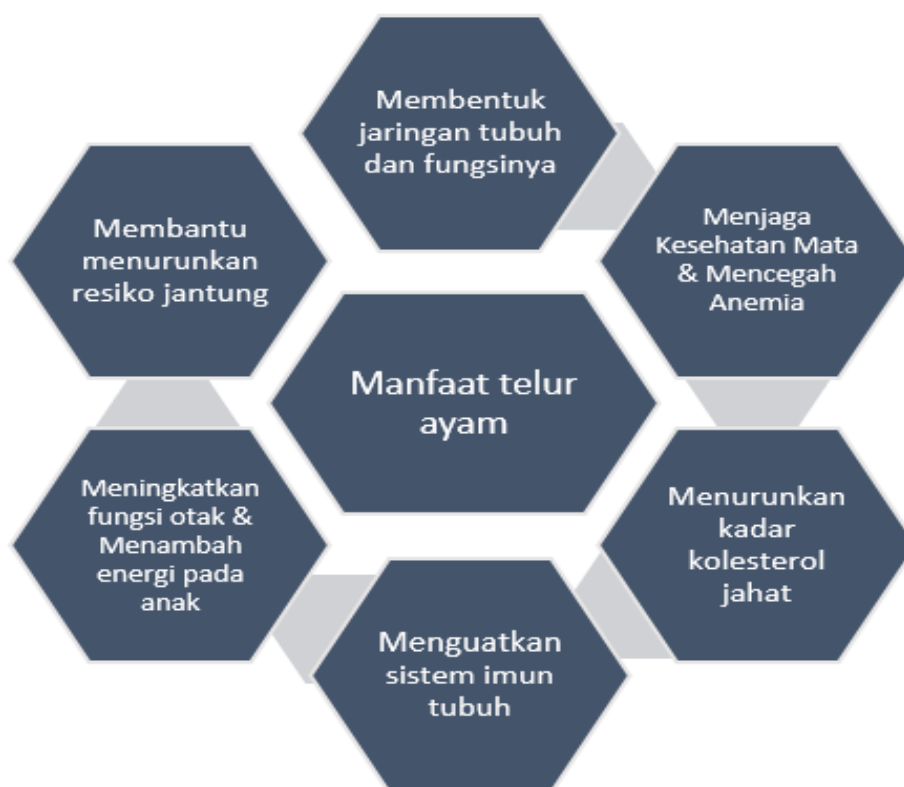 Membentuk
jaringan tubuh
dan fungsinya
Menjaga
Kesehatan Mata
& Mencegah
Anemia
Menurunkan
kadar
kolesterol
jahat
Menguatkan
sistem imun
tubuh
Meningkatkan
fungsi otak &
Menambah
energi pada
anak
Membantu
menurunkan
resiko jantung
Manfaat telur
ayam